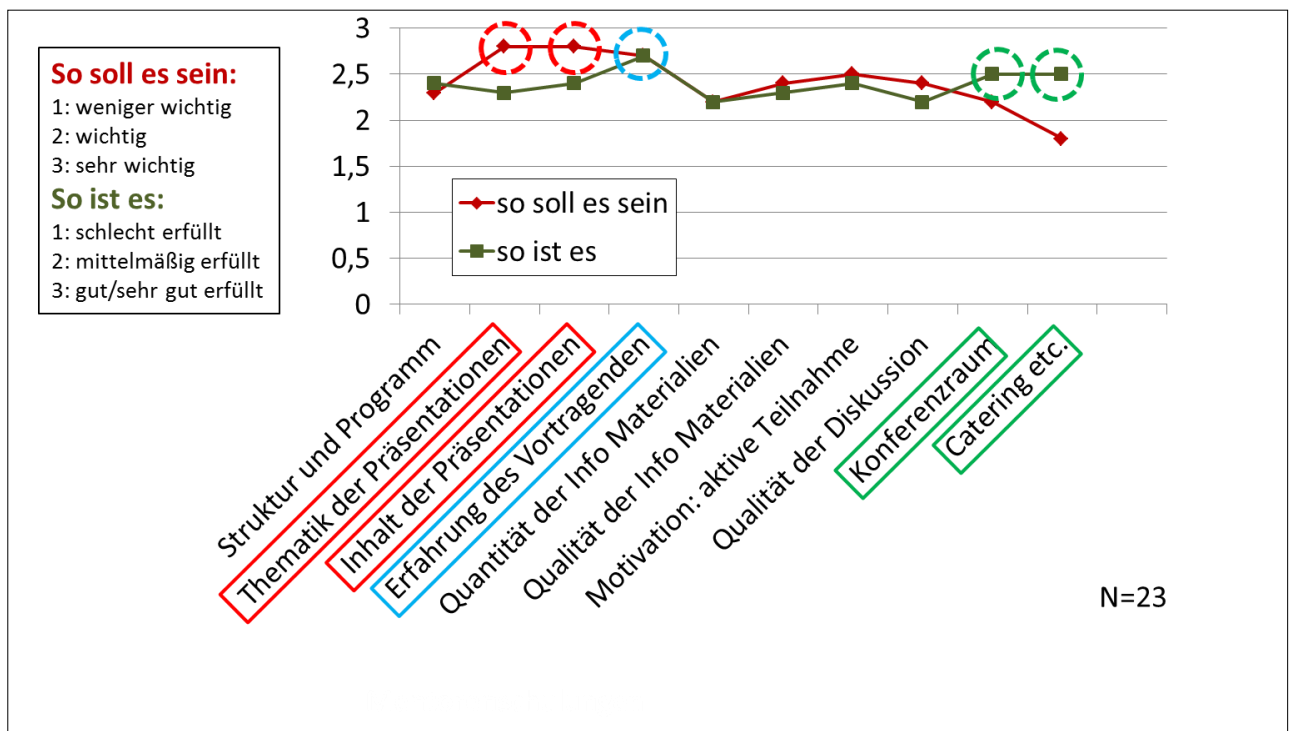 So soll es sein:
1: weniger wichtig
2: wichtig
3: sehr wichtig
So ist es:
1: schlecht erfüllt
2: mittelmäßig erfüllt
3: gut/sehr gut erfüllt
3
2,5
2
1,5
1
0,5
0
so soll es sein
so ist es
Struktur und Programm
Thematik der Präsentationen
Inhalt der Präsentationen
Erfahrung des Vortragenden
Quantität der Info Materialien
Qualität der Info Materialien
Motivation: aktive Teilnahme
Qualität der Diskussion
Konferenzraum
Catering etc.
N=23